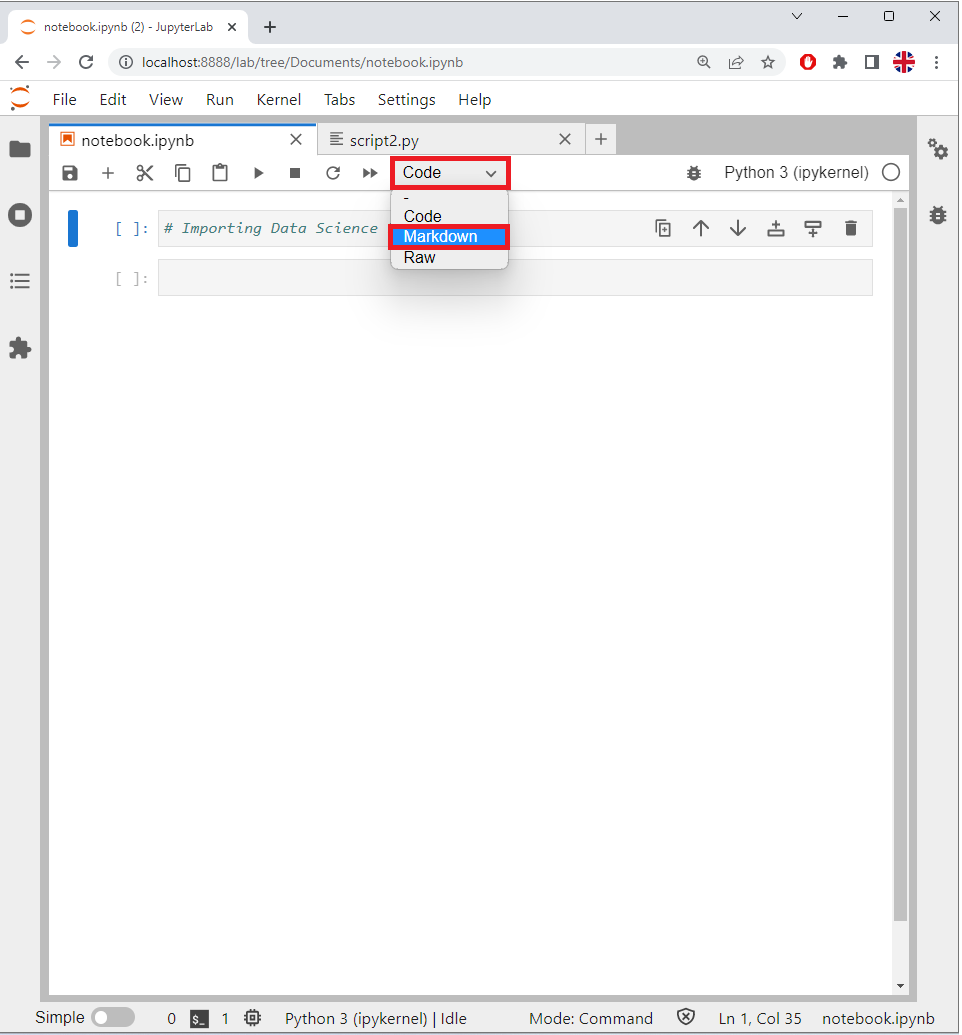 notebook.ipynb (2) - JupyterLab
localhost:8888/lab/tree/Documents/notebook.ipynb
File Edit View Run Kernel Tabs Settings Help
notebook.ipynb script2.py
Code Python 3 (ipykernel)
-
Code
[ ]: # Importing Data Science
Markdown
Raw
[ ]:
Simple 0 $_ 1 Python 3 (ipykernel) | Idle Mode: Command Ln 1, Col 35 notebook.ipynb